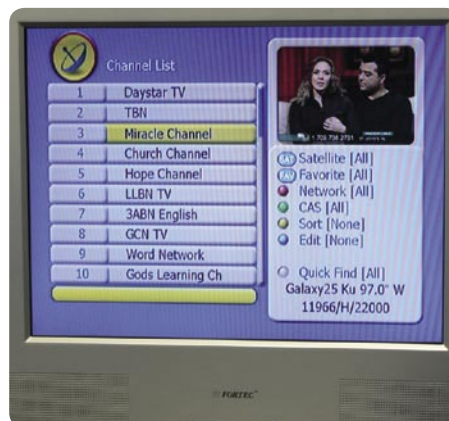 Channel List
1 Daystar TV
2 TBN
3 Miracle Channel
4 Church Channel
5 Hope Channel
6 LLBN TV
7 3ABN English
8 GCN TV
9 Word Network
10 Gods Learning Ch
Satellite [All]
Favorite [All]
Network [All]
CAS [All]
Sort [None]
Edit [None]
Quick Find [All]
Galaxy25 Ku 97.0° W
11966/H/22000
FORTEC